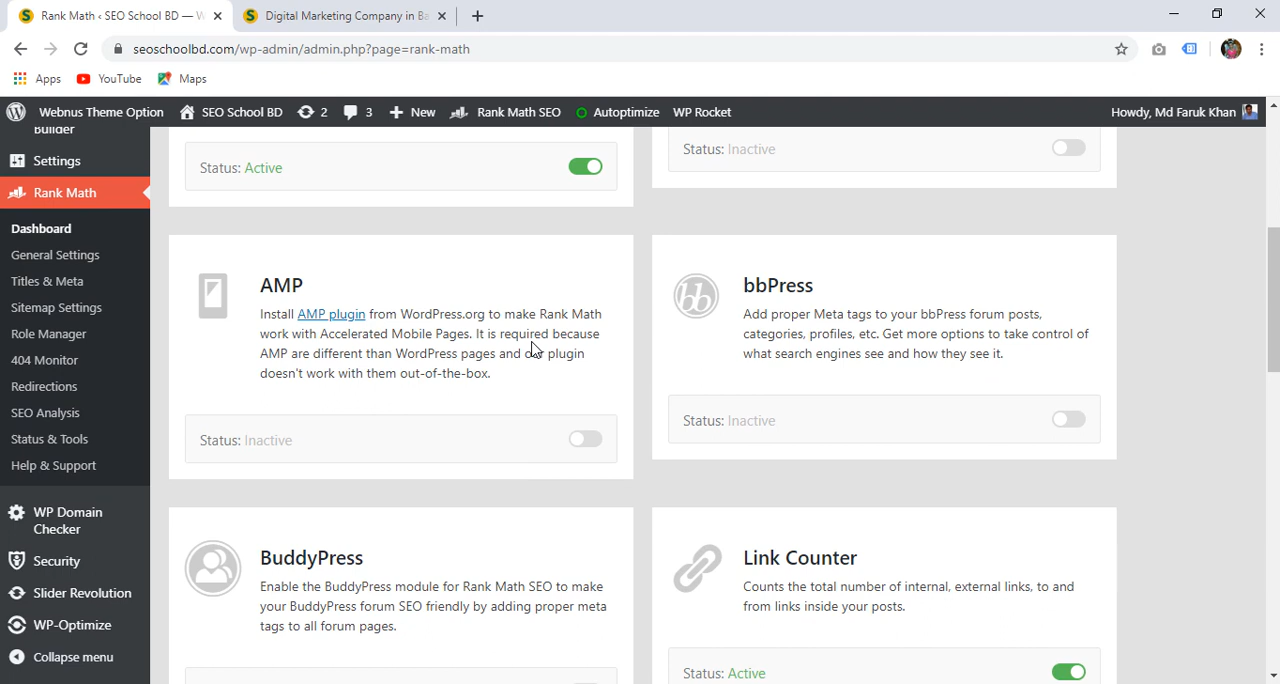 Rank Math ‹ SEO School BD — W
Digital Marketing Company in Ba
seoschoolbd.com/wp-admin/admin.php?page=rank-math
Apps
YouTube
Maps
Webnus Theme Option
SEO School BD
2
3
New
Rank Math SEO
Autoptimize
WP Rocket
Howdy, Md Faruk Khan
Builder
Settings
Rank Math
Dashboard
General Settings
Titles & Meta
Sitemap Settings
Role Manager
404 Monitor
Redirections
SEO Analysis
Status & Tools
Help & Support
WP Domain
Checker
Security
Slider Revolution
WP-Optimize
Collapse menu
Status: Active
Status: Inactive
AMP
Install AMP plugin from WordPress.org to make Rank Math
work with Accelerated Mobile Pages. It is required because
AMP are different than WordPress pages and our plugin
doesn't work with them out-of-the-box.
Status: Inactive
bbPress
Add proper Meta tags to your bbPress forum posts,
categories, profiles, etc. Get more options to take control of
what search engines see and how they see it.
Status: Inactive
BuddyPress
Enable the BuddyPress module for Rank Math SEO to make
your BuddyPress forum SEO friendly by adding proper meta
tags to all forum pages.
Link Counter
Counts the total number of internal, external links, to and
from links inside your posts.
Status: Active